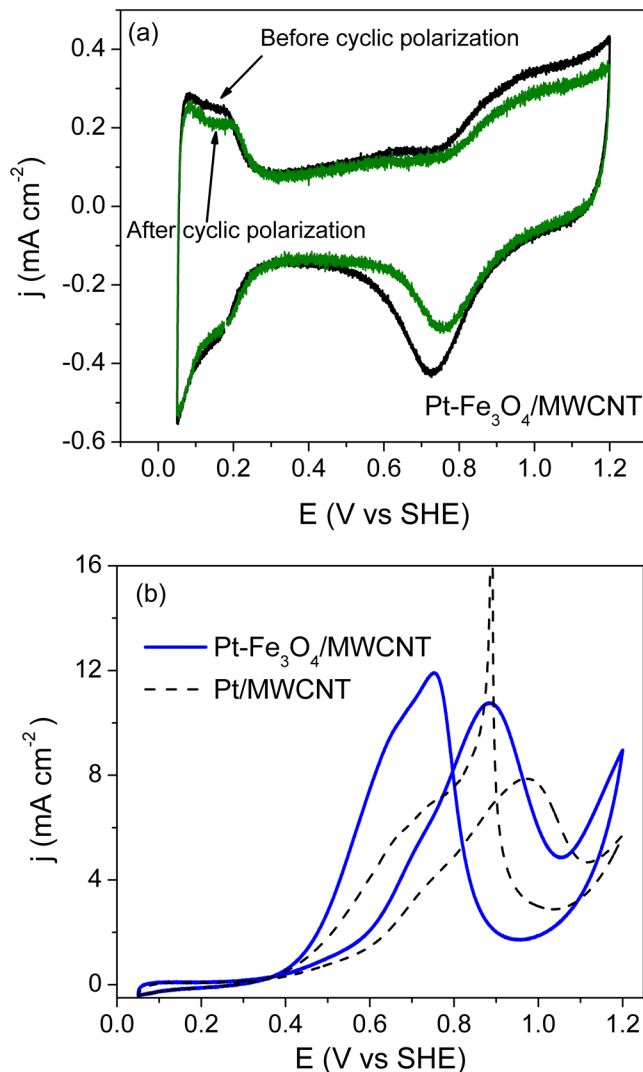 (a)
Before cyclic polarization
After cyclic polarization
Pt-Fe₃O₄/MWCNT
j (mA cm⁻²)
0.4
0.2
0.0
-0.2
-0.4
-0.6
0.0 0.2 0.4 0.6 0.8 1.0 1.2
E (V vs SHE)
(b)
Pt-Fe₃O₄/MWCNT
Pt/MWCNT
j (mA cm⁻²)
16
12
8
4
0
0.0 0.2 0.4 0.6 0.8 1.0 1.2
E (V vs SHE)